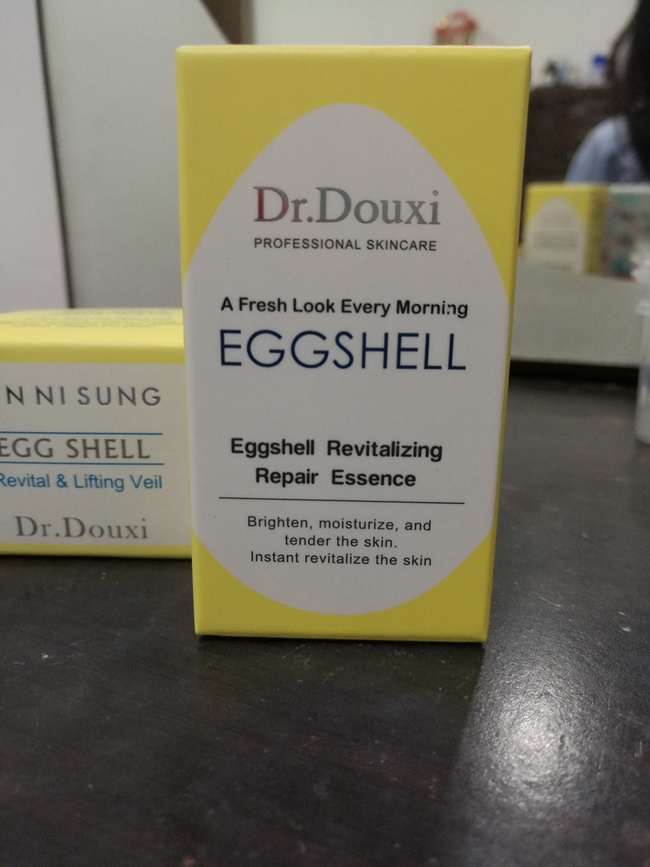 Dr.Douxi
PROFESSIONAL SKINCARE
A Fresh Look Every Morning
EGGSHELL
Eggshell Revitalizing
Repair Essence
Brighten, moisturize, and
tender the skin.
Instant revitalize the skin
N NI SUNG
EGG SHELL
Revital & Lifting Veil
Dr.Douxi